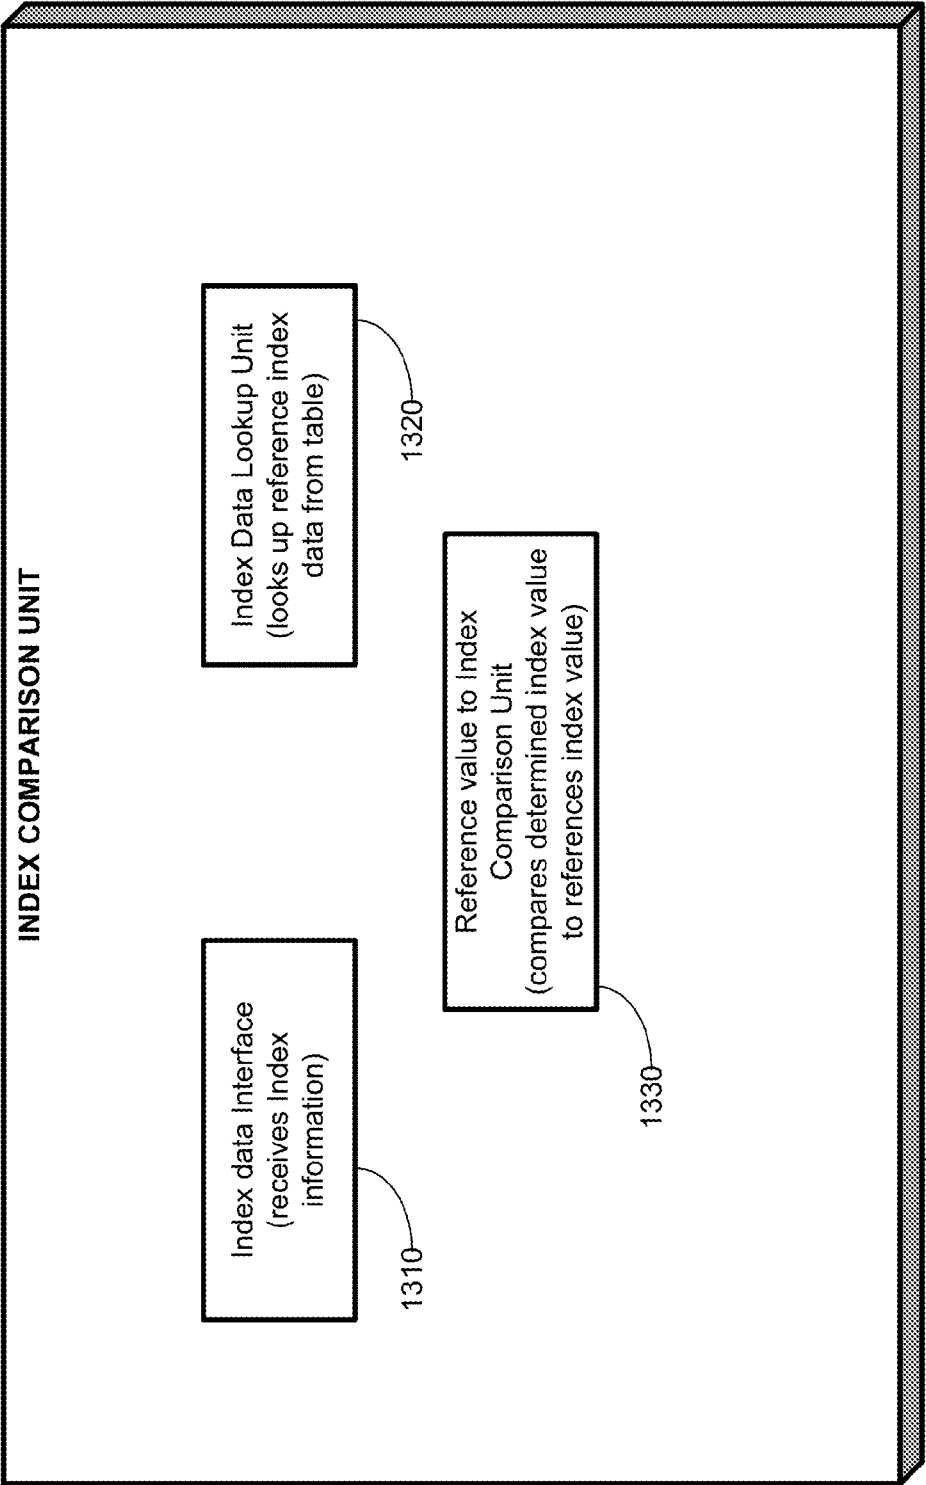 INDEX COMPARISON UNIT
Index data Interface
(receives Index
information)
1310
Index Data Lookup Unit
(looks up reference index
data from table)
1320
Reference value to Index
Comparison Unit
(compares determined index value
to references index value)
1330